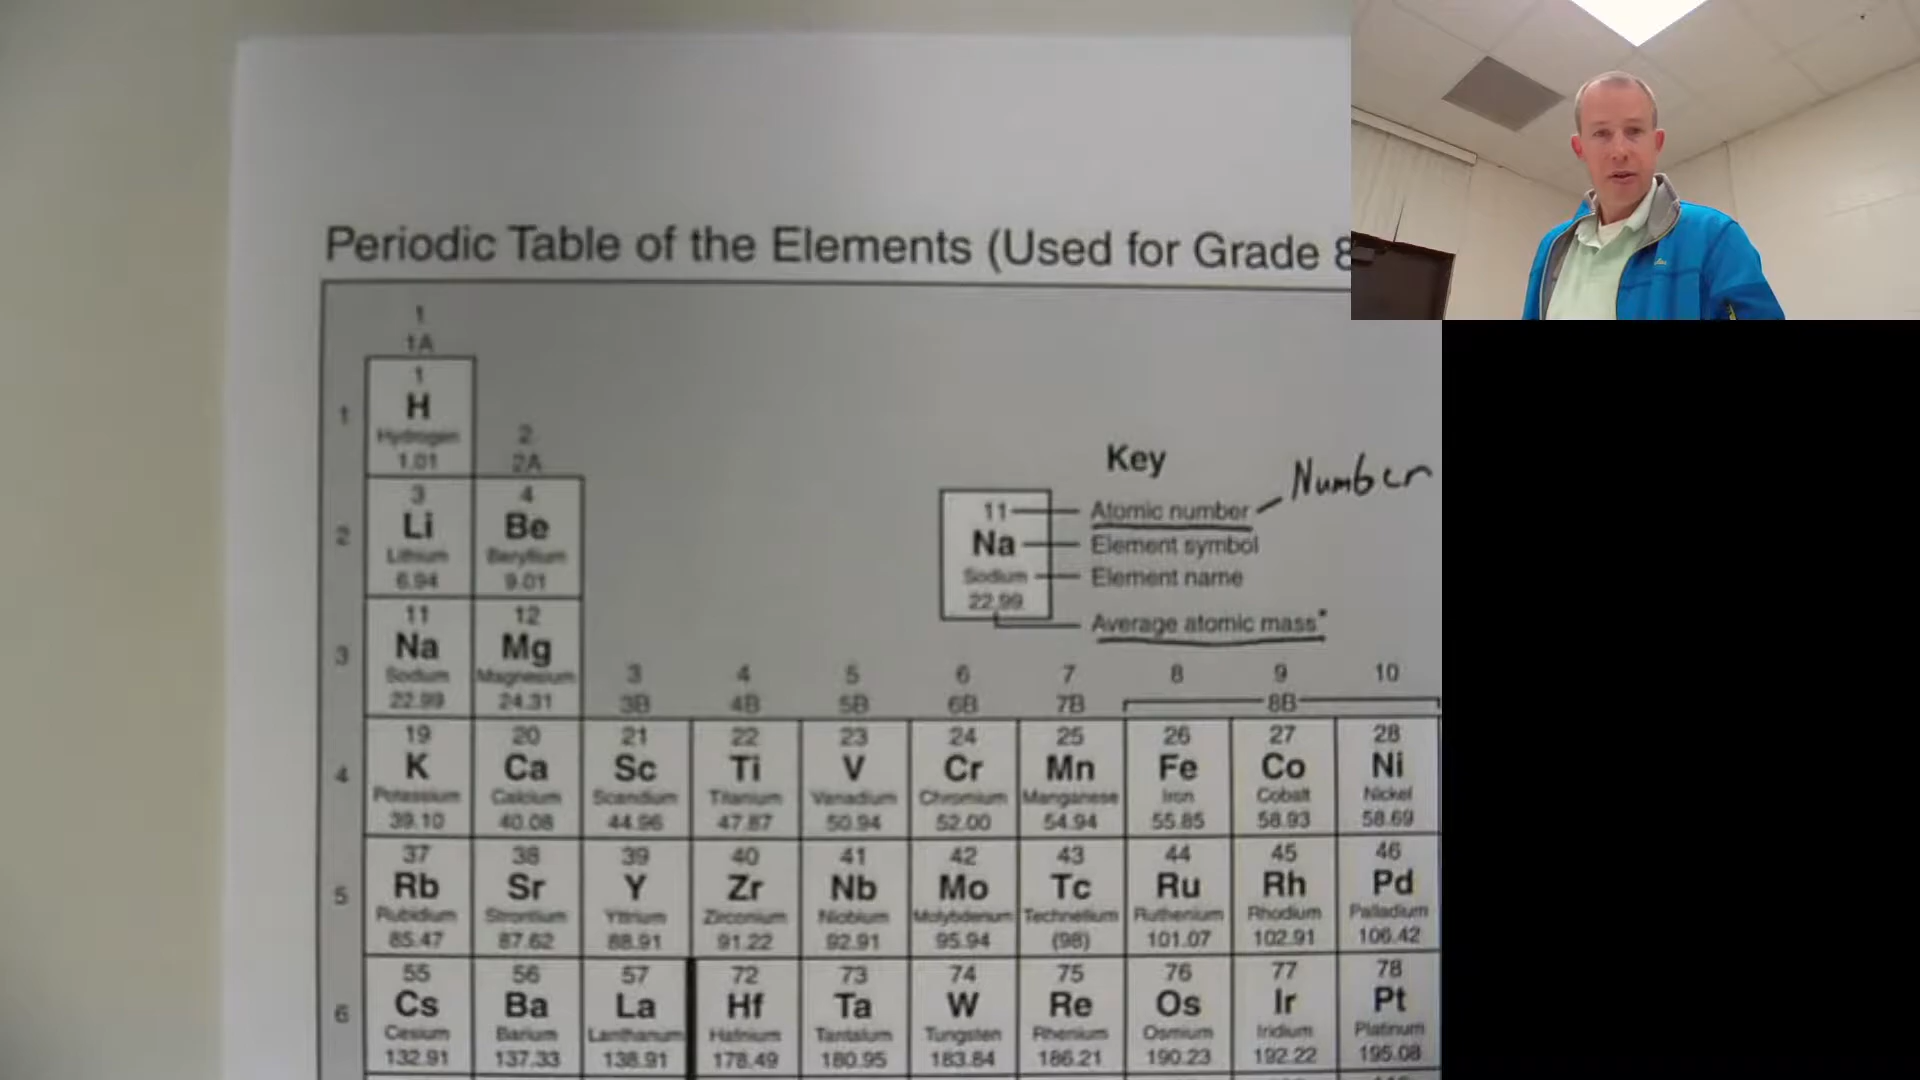 Periodic Table of the Elements (Used for Grade 8
1
1A
1
1
H
Hydrogen
1.01
2
2A
Key
Number
11 Atomic number
Na Element symbol
Sodium Element name
22.99
Average atomic mass*
2
3 4
Li Be
Lithium Beryllium
6.94 9.01
3
11 12
Na Mg
Sodium Magnesium
22.99 24.31
3 4 5 6 7 8 9 10
3B 4B 5B 6B 7B 8B
4
19 20 21 22 23 24 25 26 27 28
K Ca Sc Ti V Cr Mn Fe Co Ni
Potassium Calcium Scandium Titanium Vanadium Chromium Manganese Iron Cobalt Nickel
39.10 40.08 44.96 47.87 50.94 52.00 54.94 55.85 58.93 58.69
5
37 38 39 40 41 42 43 44 45 46
Rb Sr Y Zr Nb Mo Tc Ru Rh Pd
Rubidium Strontium Yttrium Zirconium Niobium Molybdenum Technetium Ruthenium Rhodium Palladium
85.47 87.62 88.91 91.22 92.91 95.94 (98) 101.07 102.91 106.42
6
55 56 57 72 73 74 75 76 77 78
Cs Ba La Hf Ta W Re Os Ir Pt
Cesium Barium Lanthanum Hafnium Tantalum Tungsten Rhenium Osmium Iridium Platinum
132.91 137.33 138.91 178.49 180.95 183.84 186.21 190.23 192.22 195.08